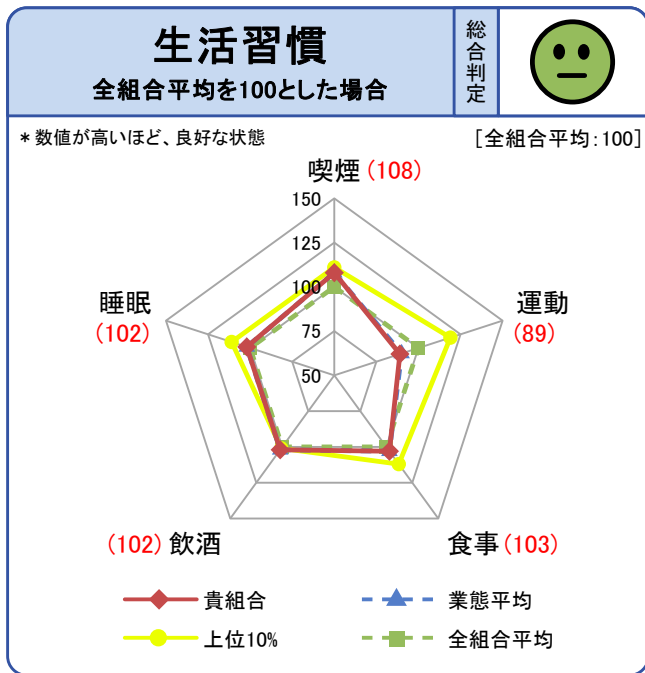 生活習慣
全組合平均を100とした場合
総合判定
*数値が高いほど、良好な状態
[全組合平均:100]
喫煙(108)
150
125
100
75
50
睡眠
(102)
運動
(89)
(102)飲酒
食事(103)
貴組合
業態平均
上位10%
全組合平均